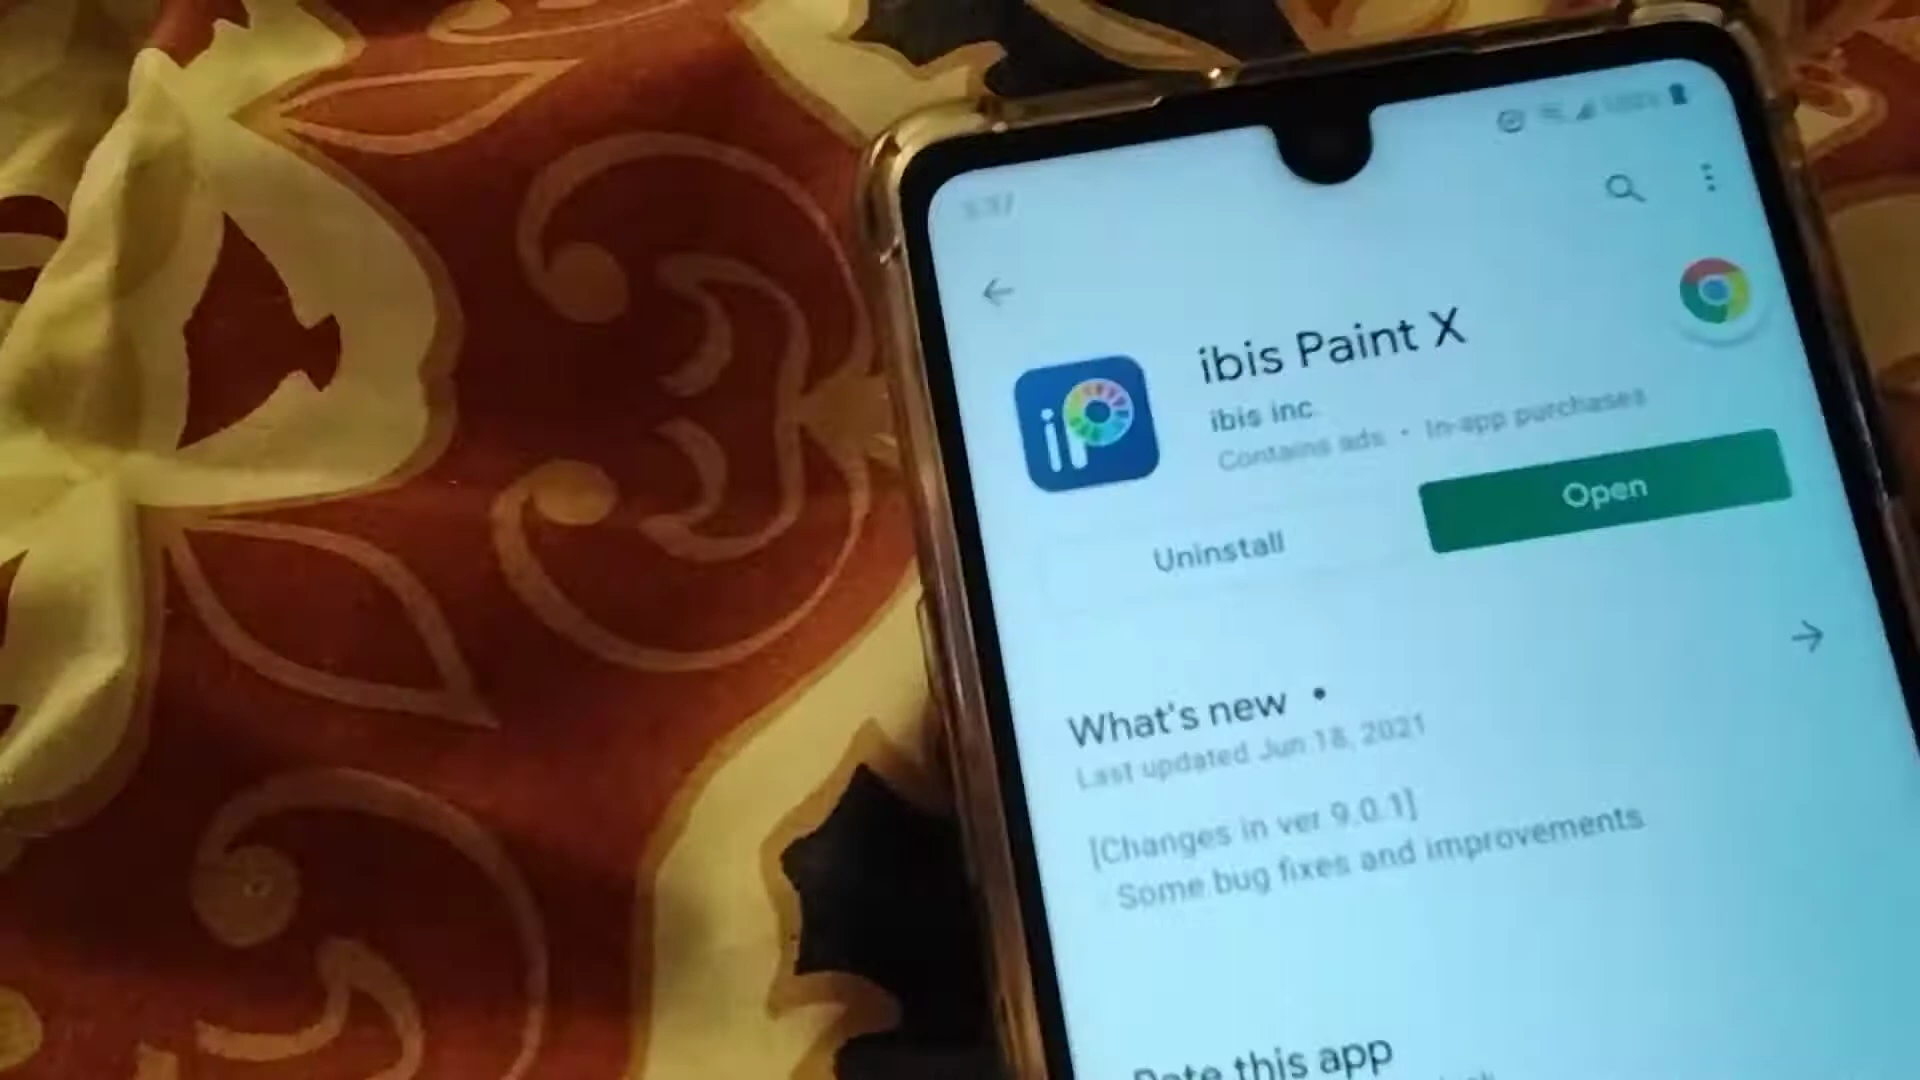 ibis Paint X
iP
ibis inc.
Contains ads • In-app purchases
Uninstall
Open
What's new •
Last updated Jun 18, 2021
[Changes in ver 9.0.1]
Some bug fixes and improvements
Rate this app